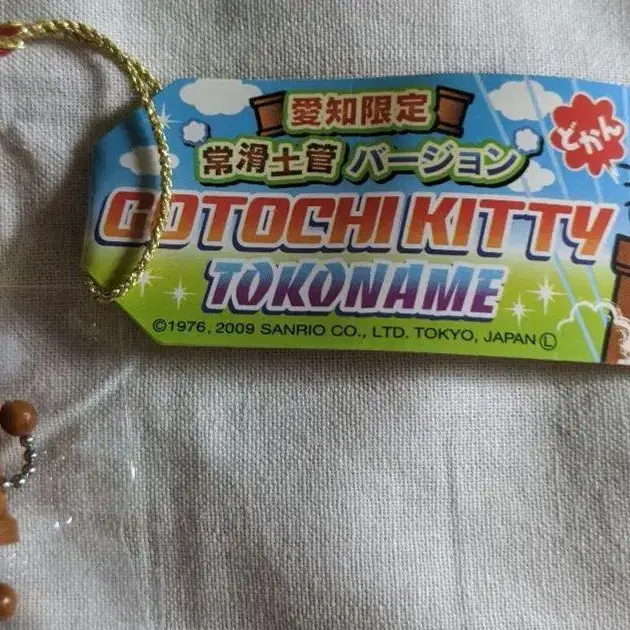 愛知限定
常滑土管 バージョン
どかん
GOTOCHI KITTY
TOKONAME
©1976, 2009 SANRIO CO., LTD. TOKYO, JAPAN Ⓛ